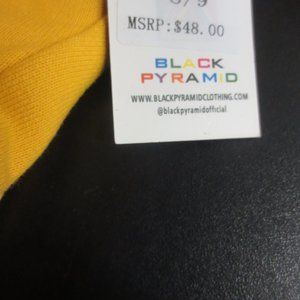 MSRP:$48.00
BLACK
PYRAMID
WWW.BLACKPYRAMIDCLOTHING.COM
@blackpyramidofficial